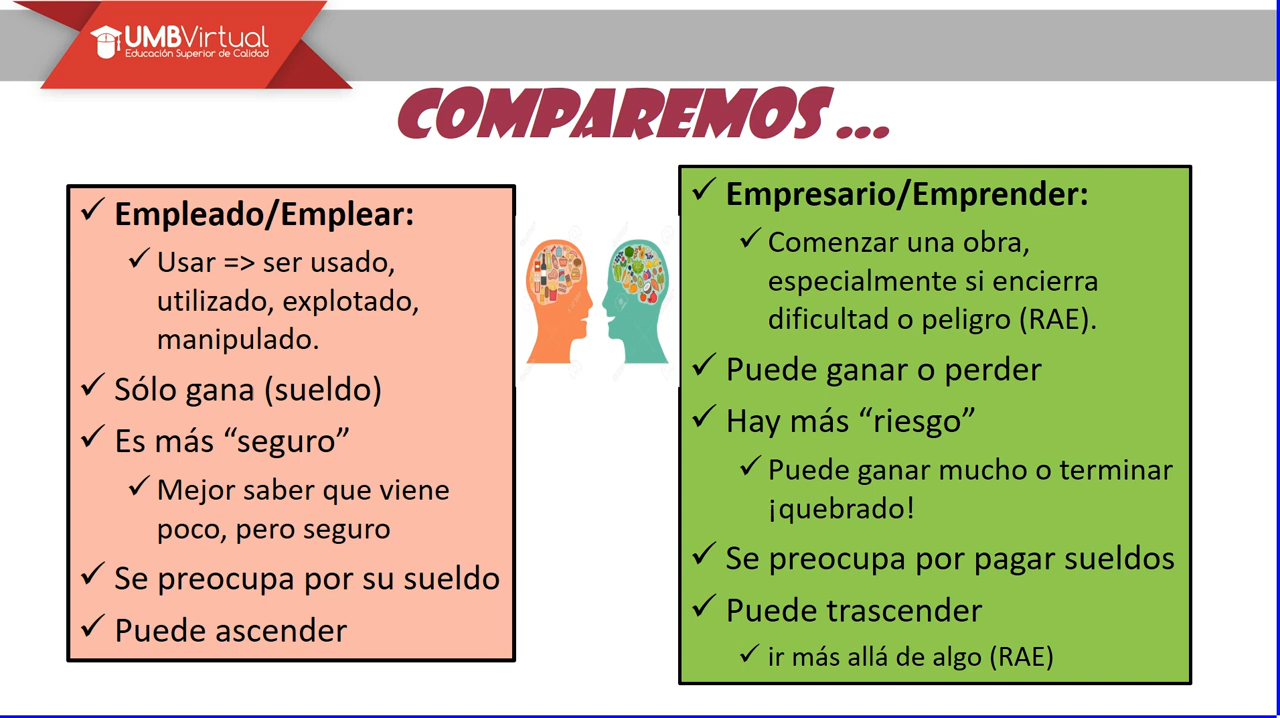 UMBVirtual
Educación Superior de Calidad
COMPAREMOS ...
✓ Empleado/Emplear:
✓ Usar => ser usado,
utilizado, explotado,
manipulado.
✓ Sólo gana (sueldo)
✓ Es más “seguro”
✓ Mejor saber que viene
poco, pero seguro
✓ Se preocupa por su sueldo
✓ Puede ascender
✓ Empresario/Emprender:
✓ Comenzar una obra,
especialmente si encierra
dificultad o peligro (RAE).
✓ Puede ganar o perder
✓ Hay más “riesgo”
✓ Puede ganar mucho o terminar
¡quebrado!
✓ Se preocupa por pagar sueldos
✓ Puede trascender
✓ ir más allá de algo (RAE)